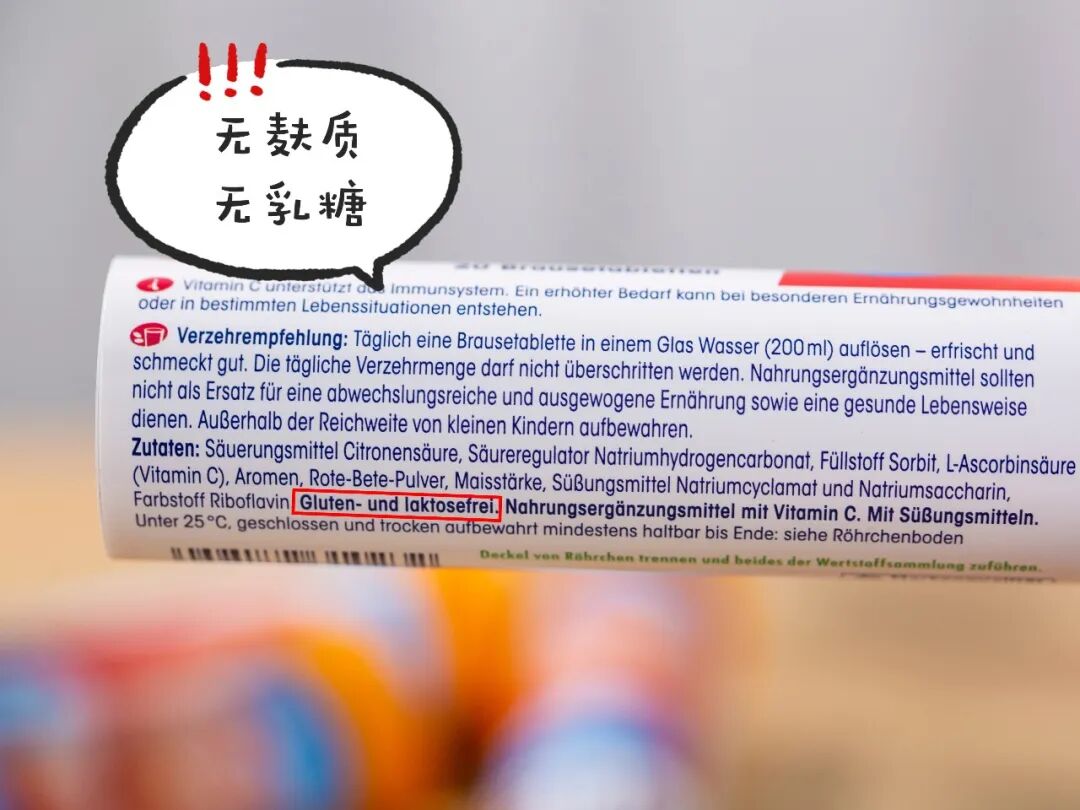 !!!
无麸质
无乳糖
20 Brausetabletten
Vitamin C unterstützt das Immunsystem. Ein erhöhter Bedarf kann bei besonderen Ernährungsgewohnheiten
oder in bestimmten Lebenssituationen entstehen.
Verzehrempfehlung: Täglich eine Brausetablette in einem Glas Wasser (200 ml) auflösen – erfrischt und
schmeckt gut. Die tägliche Verzehrmenge darf nicht überschritten werden. Nahrungsergänzungsmittel sollten
nicht als Ersatz für eine abwechslungsreiche und ausgewogene Ernährung sowie eine gesunde Lebensweise
dienen. Außerhalb der Reichweite von kleinen Kindern aufbewahren.
Zutaten: Säuerungsmittel Citronensäure, Säureregulator Natriumhydrogencarbonat, Füllstoff Sorbit, L-Ascorbinsäure
(Vitamin C), Aromen, Rote-Bete-Pulver, Maisstärke, Süßungsmittel Natriumcyclamat und Natriumsaccharin,
Farbstoff Riboflavin. Gluten- und laktosefrei. Nahrungsergänzungsmittel mit Vitamin C. Mit Süßungsmitteln.
Unter 25 °C, geschlossen und trocken aufbewahrt mindestens haltbar bis Ende: siehe Röhrchenboden
Deckel von Röhrchen trennen und beides der Wertstoffsammlung zuführen.